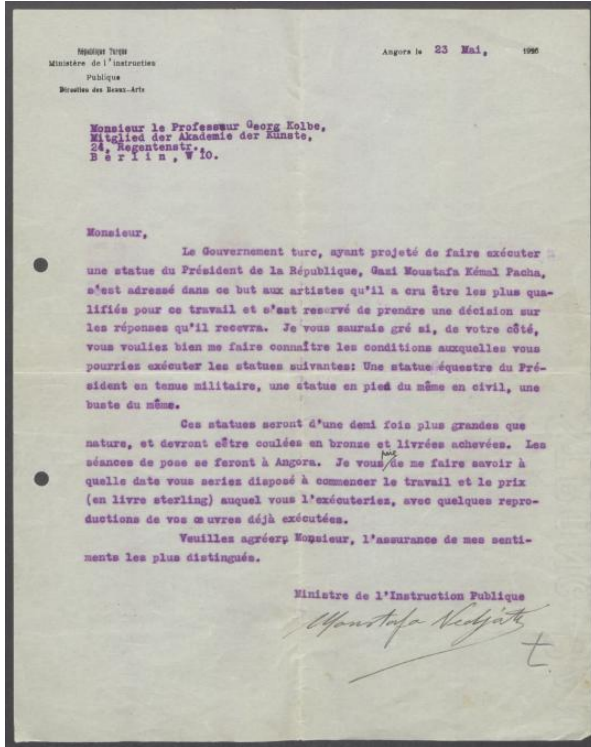 République Turque
Ministère de l'instruction
Publique
Direction des Beaux-Arts
Angora le 23 Mai, 1926
Monsieur le Professeur Georg Kolbe,
Mitglied der Akademie der Kunste,
24, Regentenstr.,
B e r l i n , W 10.
Monsieur,
Le Gouvernement turc, ayant projeté de faire exécuter
une statue du Président de la République, Gazi Moustafa Kémal Pacha,
s'est adressé dans ce but aux artistes qu'il a cru être les plus qua-
lifiés pour ce travail et s'est reservé de prendre une décision sur
les réponses qu'il recevra. Je vous saurais gré si, de votre côté,
vous vouliez bien me faire connaître les conditions auxquelles vous
pourriez exécuter les statues suivantes: Une statue équestre du Pré-
sident en tenue militaire, une statue en pied du même en civil, une
buste du même.
Ces statues seront d'une demi fois plus grandes que
nature, et devront eêtre coulées en bronze et livrées achevées. Les
séances de pose se feront à Angora. Je vous prie de me faire savoir à
quelle date vous seriez disposé à commencer le travail et le prix
(en livre sterling) auquel vous l'exécuteriez, avec quelques repro-
ductions de vos œuvres déjà exécutées.
Veuillez agréer, Monsieur, l'assurance de mes senti-
ments les plus distingués.
Ministre de l'Instruction Publique
Moustafa Nedjati